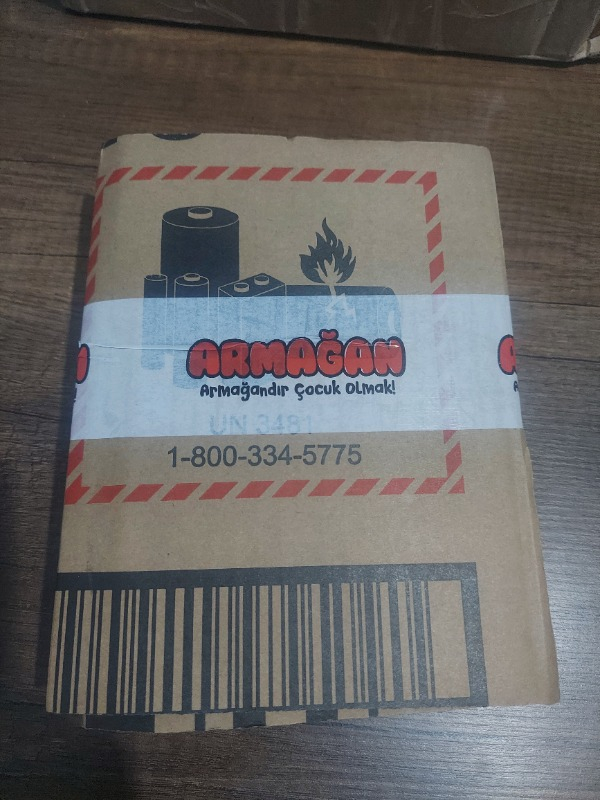 ARMAĞAN
Armağandır Çocuk Olmak!
UN 3481
1-800-334-5775